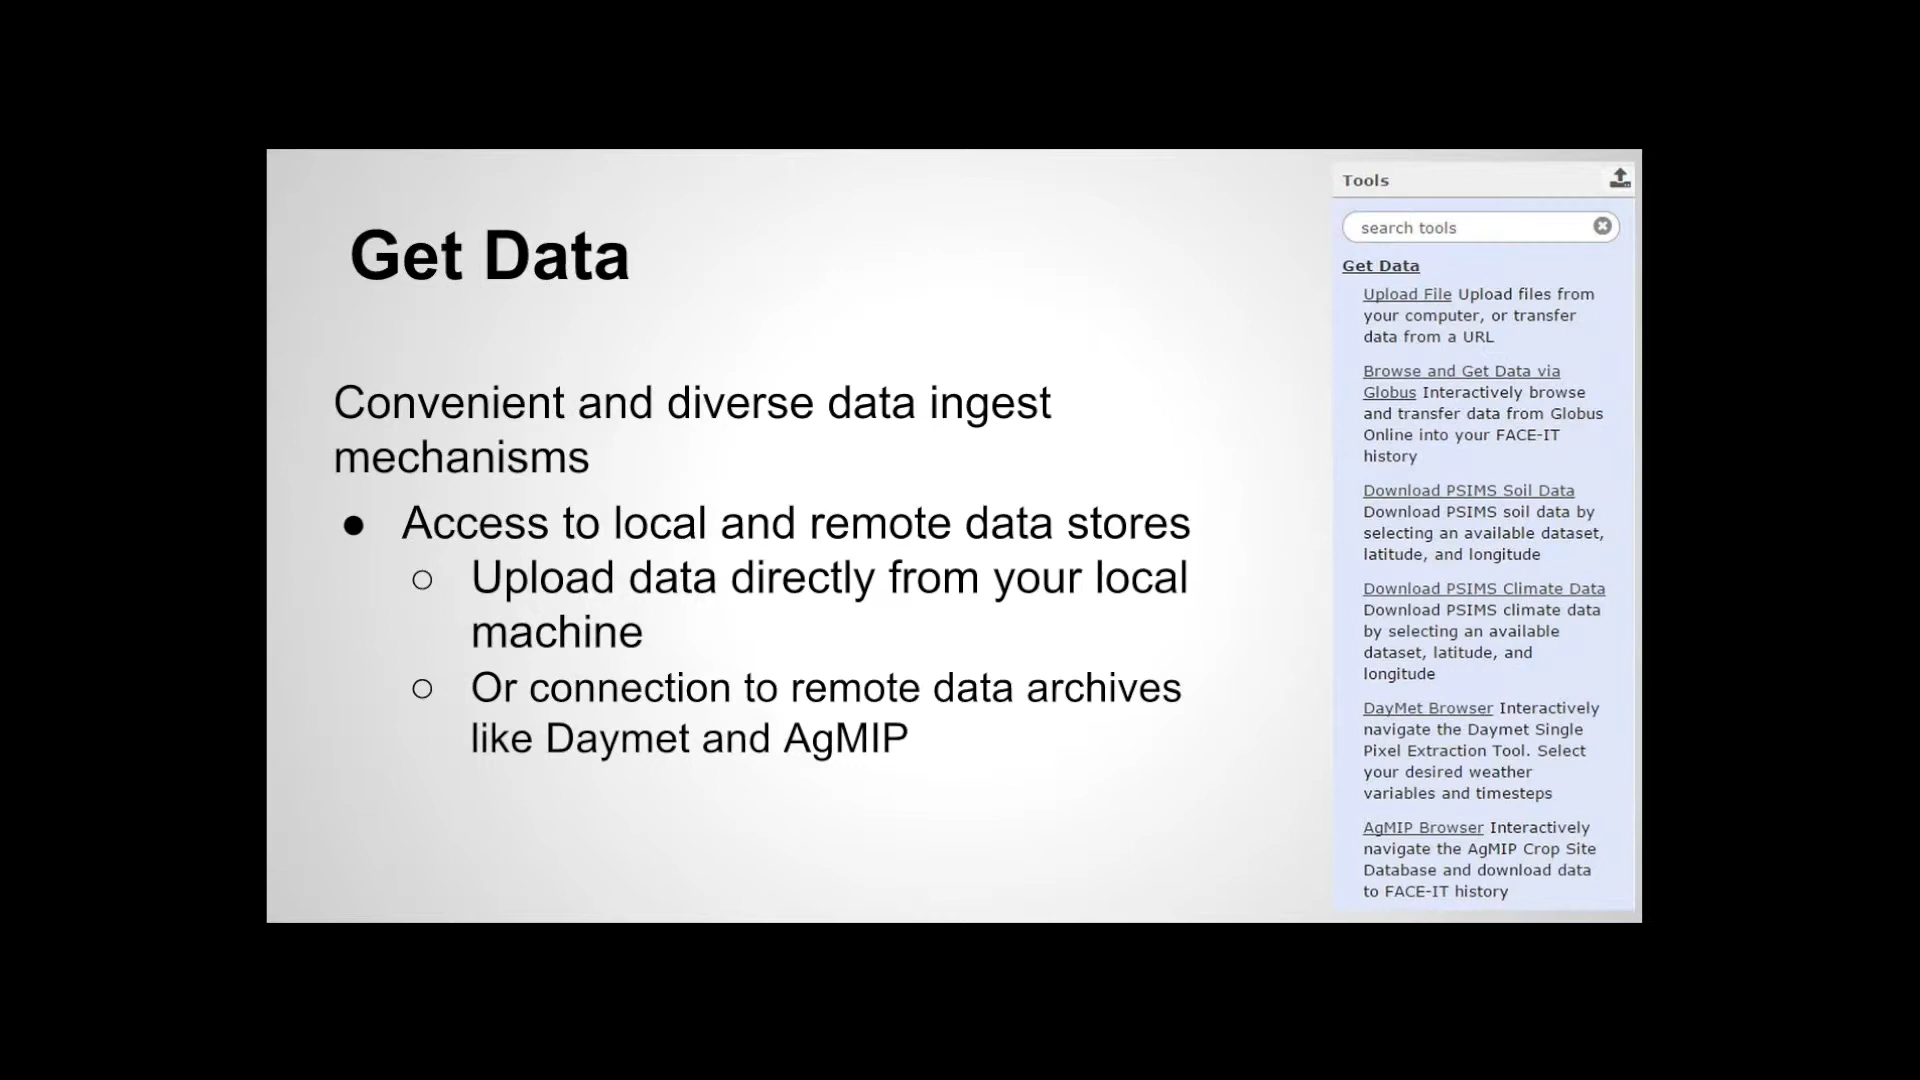 Get Data
Convenient and diverse data ingest
mechanisms
● Access to local and remote data stores
○ Upload data directly from your local
machine
○ Or connection to remote data archives
like Daymet and AgMIP
Tools
search tools
Get Data
Upload File Upload files from
your computer, or transfer
data from a URL
Browse and Get Data via
Globus Interactively browse
and transfer data from Globus
Online into your FACE-IT
history
Download PSIMS Soil Data
Download PSIMS soil data by
selecting an available dataset,
latitude, and longitude
Download PSIMS Climate Data
Download PSIMS climate data
by selecting an available
dataset, latitude, and
longitude
DayMet Browser Interactively
navigate the Daymet Single
Pixel Extraction Tool. Select
your desired weather
variables and timesteps
AgMIP Browser Interactively
navigate the AgMIP Crop Site
Database and download data
to FACE-IT history